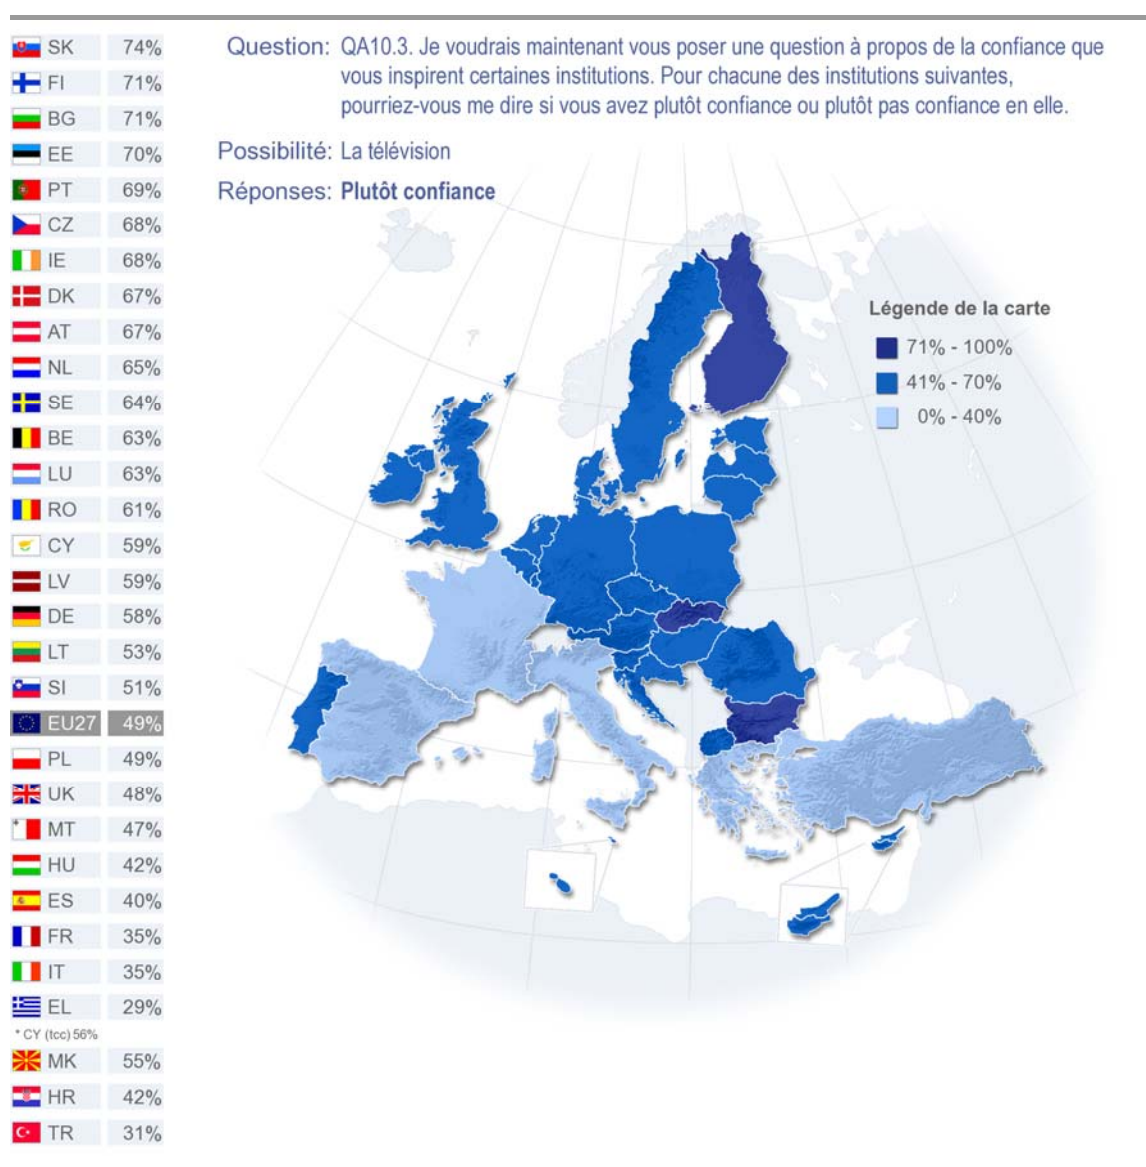 Question: QA10.3. Je voudrais maintenant vous poser une question à propos de la confiance que
vous inspirent certaines institutions. Pour chacune des institutions suivantes,
pourriez-vous me dire si vous avez plutôt confiance ou plutôt pas confiance en elle.
Possibilité: La télévision
Réponses: Plutôt confiance
SK 74%
FI 71%
BG 71%
EE 70%
PT 69%
CZ 68%
IE 68%
DK 67%
AT 67%
NL 65%
SE 64%
BE 63%
LU 63%
RO 61%
CY 59%
LV 59%
DE 58%
LT 53%
SI 51%
EU27 49%
PL 49%
UK 48%
MT 47%
HU 42%
ES 40%
FR 35%
IT 35%
EL 29%
* CY (tcc) 56%
MK 55%
HR 42%
TR 31%
Légende de la carte
71% - 100%
41% - 70%
0% - 40%